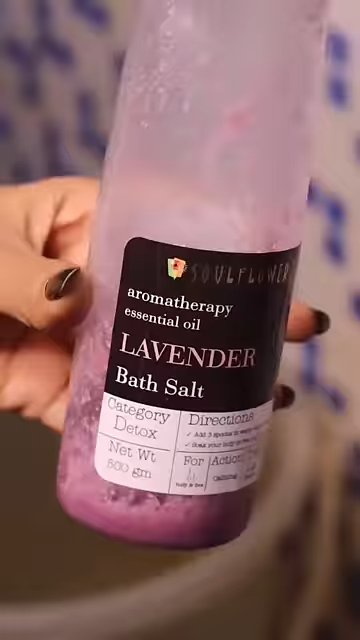 SOULFLOWER
aromatherapy
essential oil
LAVENDER
Bath Salt
Category
Detox
Net Wt
500 gm
Directions
For
Action